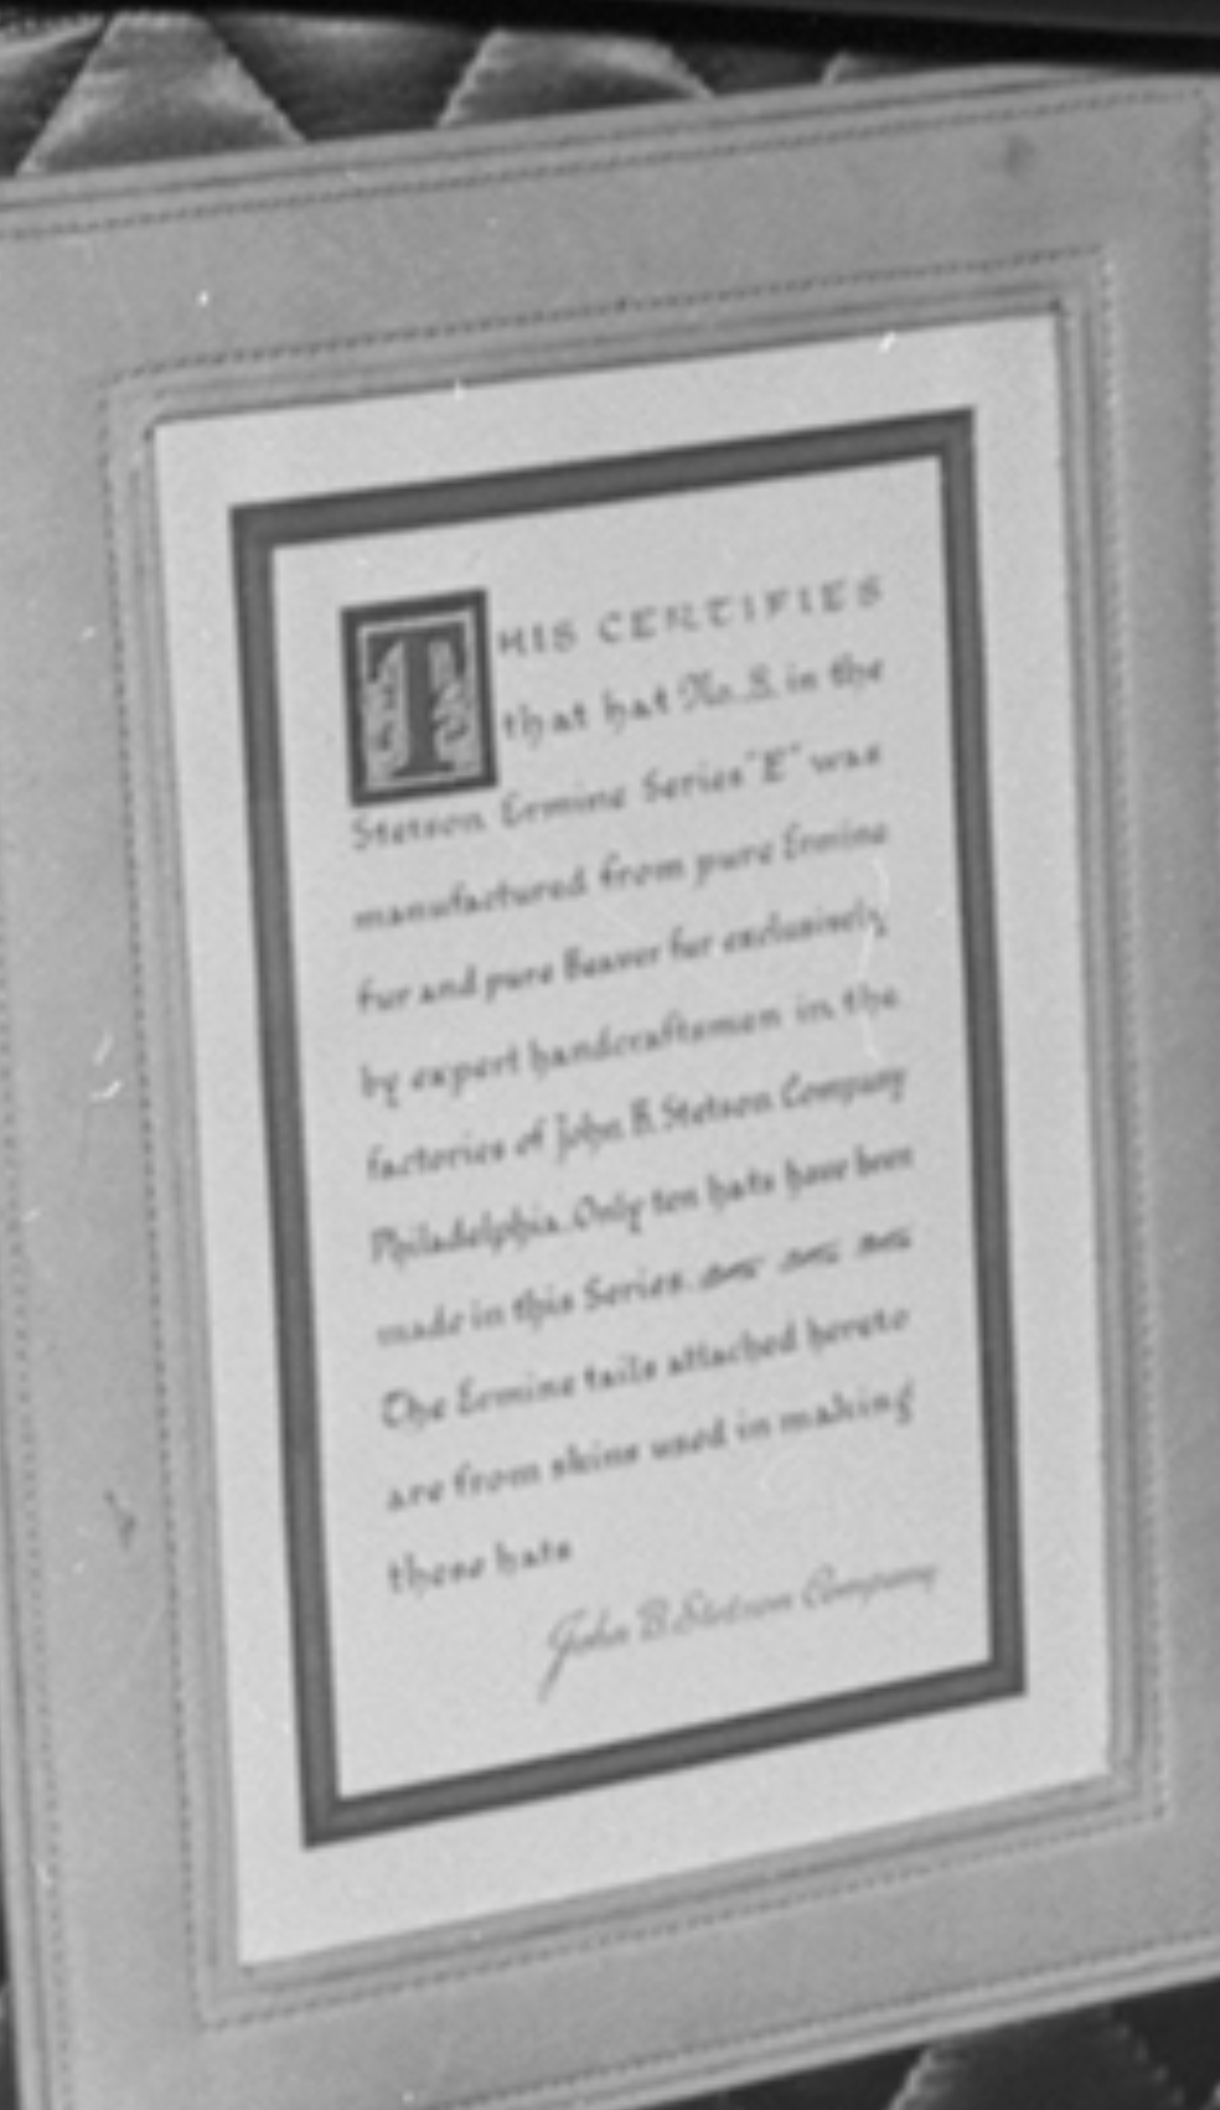 THIS CERTIFIES
that hat No. 8 in the
Stetson Ermine Series "E" was
manufactured from pure Ermine
fur and pure Beaver fur exclusively
by expert handcraftsmen in the
factories of John B. Stetson Company
Philadelphia. Only ten hats have been
made in this Series.
The Ermine tails attached hereto
are from skins used in making
these hats
John B. Stetson Company